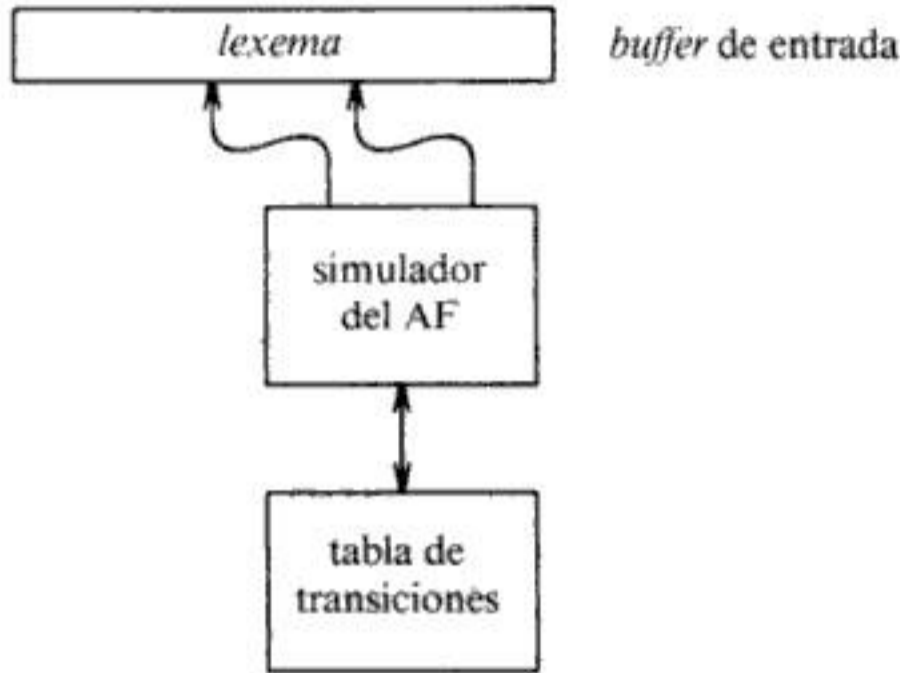 lexema
buffer de entrada
simulador
del AF
tabla de
transiciones